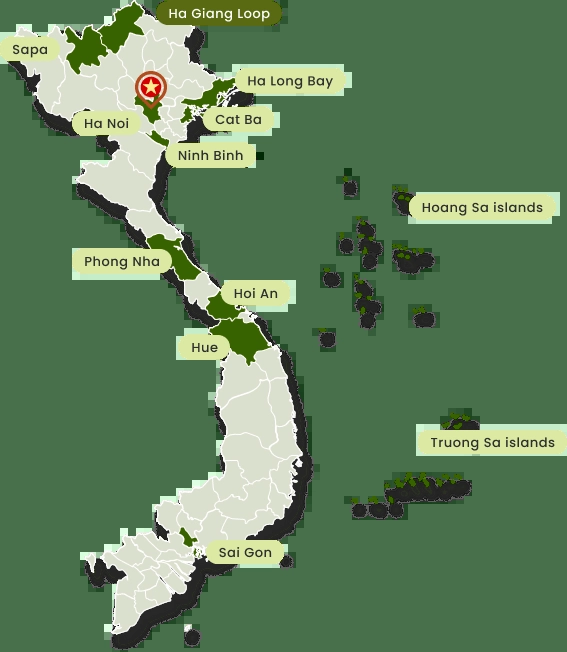 Ha Giang Loop
Sapa
Ha Long Bay
Cat Ba
Ha Noi
Ninh Binh
Hoang Sa islands
Phong Nha
Hoi An
Hue
Truong Sa islands
Sai Gon